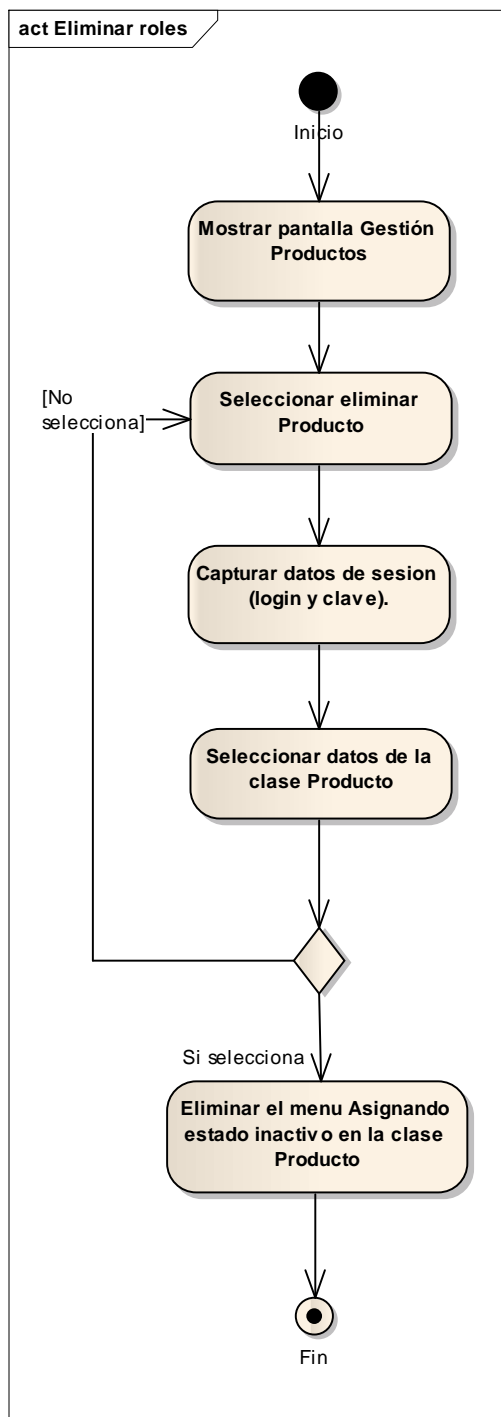 act Eliminar roles
Inicio
Mostrar pantalla Gestión
Productos
[No
selecciona]
Seleccionar eliminar
Producto
Capturar datos de sesion
(login y clave).
Seleccionar datos de la
clase Producto
Si selecciona
Eliminar el menu Asignando
estado inactivo en la clase
Producto
Fin